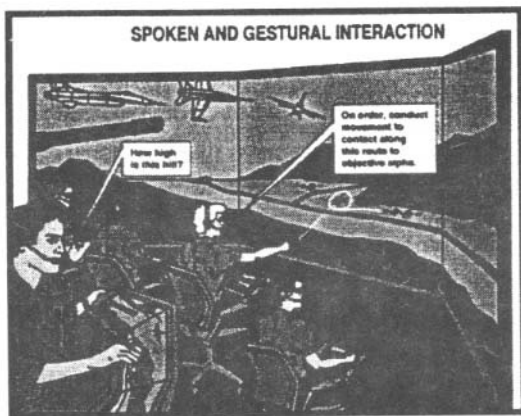 SPOKEN AND GESTURAL INTERACTION
On order, conduct
movement to
contact along
this route to
objective alpha.
How high
is this hill?